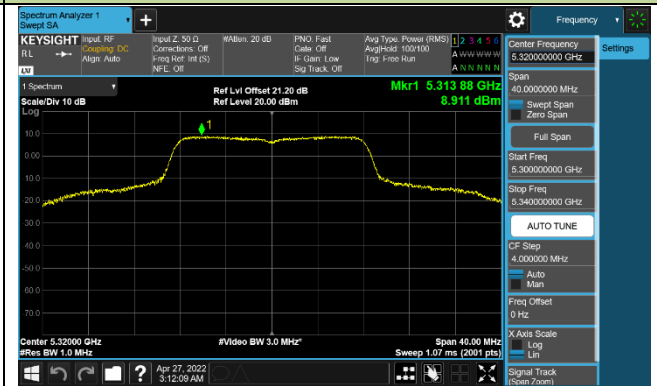 Spectrum Analyzer 1
Swept SA
Frequency
KEYSIGHT
RL
LXI
Input: RF
Coupling: DC
Align: Auto
Input Z: 50 Ω
Corrections: Off
Freq Ref: Int (S)
NFE: Off
#Atten: 20 dB
PNO: Fast
Gate: Off
IF Gain: Low
Sig Track: Off
Avg Type: Power (RMS)
Avg|Hold: 100/100
Trig: Free Run
1 2 3 4 5 6
A W W W W W
A N N N N N
1 Spectrum
Scale/Div 10 dB
Log
Ref Lvl Offset 21.20 dB
Ref Level 20.00 dBm
Mkr1 5.313 88 GHz
8.911 dBm
1
10.0
0.00
-10.0
-20.0
-30.0
-40.0
-50.0
-60.0
-70.0
Center 5.32000 GHz
#Res BW 1.0 MHz
#Video BW 3.0 MHz*
Span 40.00 MHz
Sweep 1.07 ms (2001 pts)
Apr 27, 2022
3:12:09 AM
Center Frequency
5.320000000 GHz
Settings
Span
40.0000000 MHz
Swept Span
Zero Span
Full Span
Start Freq
5.300000000 GHz
Stop Freq
5.340000000 GHz
AUTO TUNE
CF Step
4.000000 MHz
Auto
Man
Freq Offset
0 Hz
X Axis Scale
Log
Lin
Signal Track
(Span Zoom)